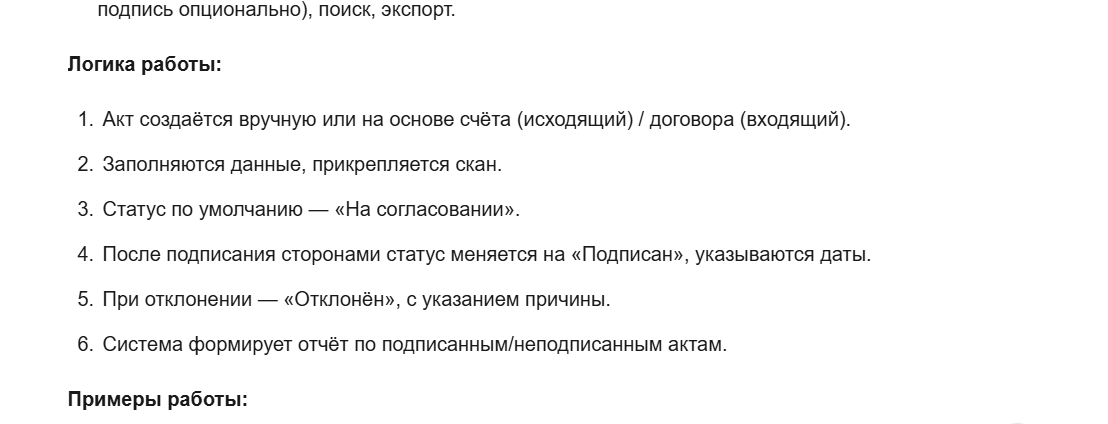 подпись опционально), поиск, экспорт.
Логика работы:
1. Акт создаётся вручную или на основе счёта (исходящий) / договора (входящий).
2. Заполняются данные, прикрепляется скан.
3. Статус по умолчанию — «На согласовании».
4. После подписания сторонами статус меняется на «Подписан», указываются даты.
5. При отклонении — «Отклонён», с указанием причины.
6. Система формирует отчёт по подписанным/неподписанным актам.
Примеры работы: